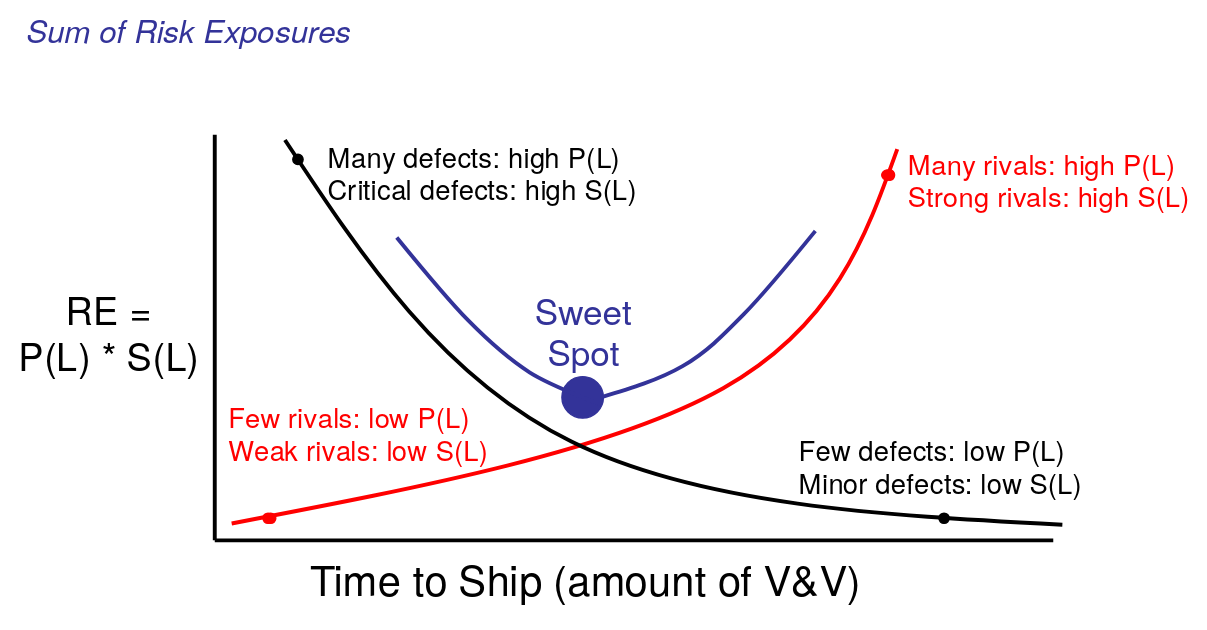 Sum of Risk Exposures
Many defects: high P(L)
Critical defects: high S(L)
Many rivals: high P(L)
Strong rivals: high S(L)
RE =
P(L) * S(L)
Sweet
Spot
Few rivals: low P(L)
Weak rivals: low S(L)
Few defects: low P(L)
Minor defects: low S(L)
Time to Ship (amount of V&V)